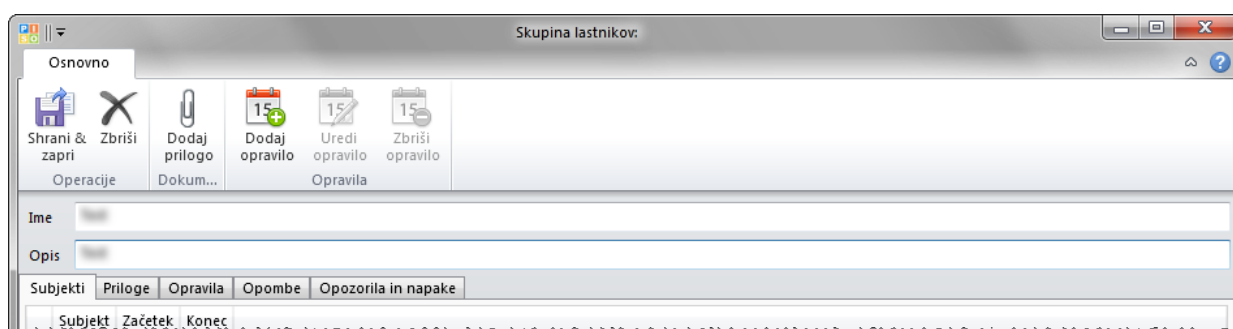 Skupina lastnikov:
Osnovno
Shrani & zapri
Zbriši
Dodaj prilogo
Dodaj opravilo
Uredi opravilo
Zbriši opravilo
Operacije
Dokum...
Opravila
Ime
Opis
Subjekti Priloge Opravila Opombe Opozorila in napake
Subjekt Začetek Konec